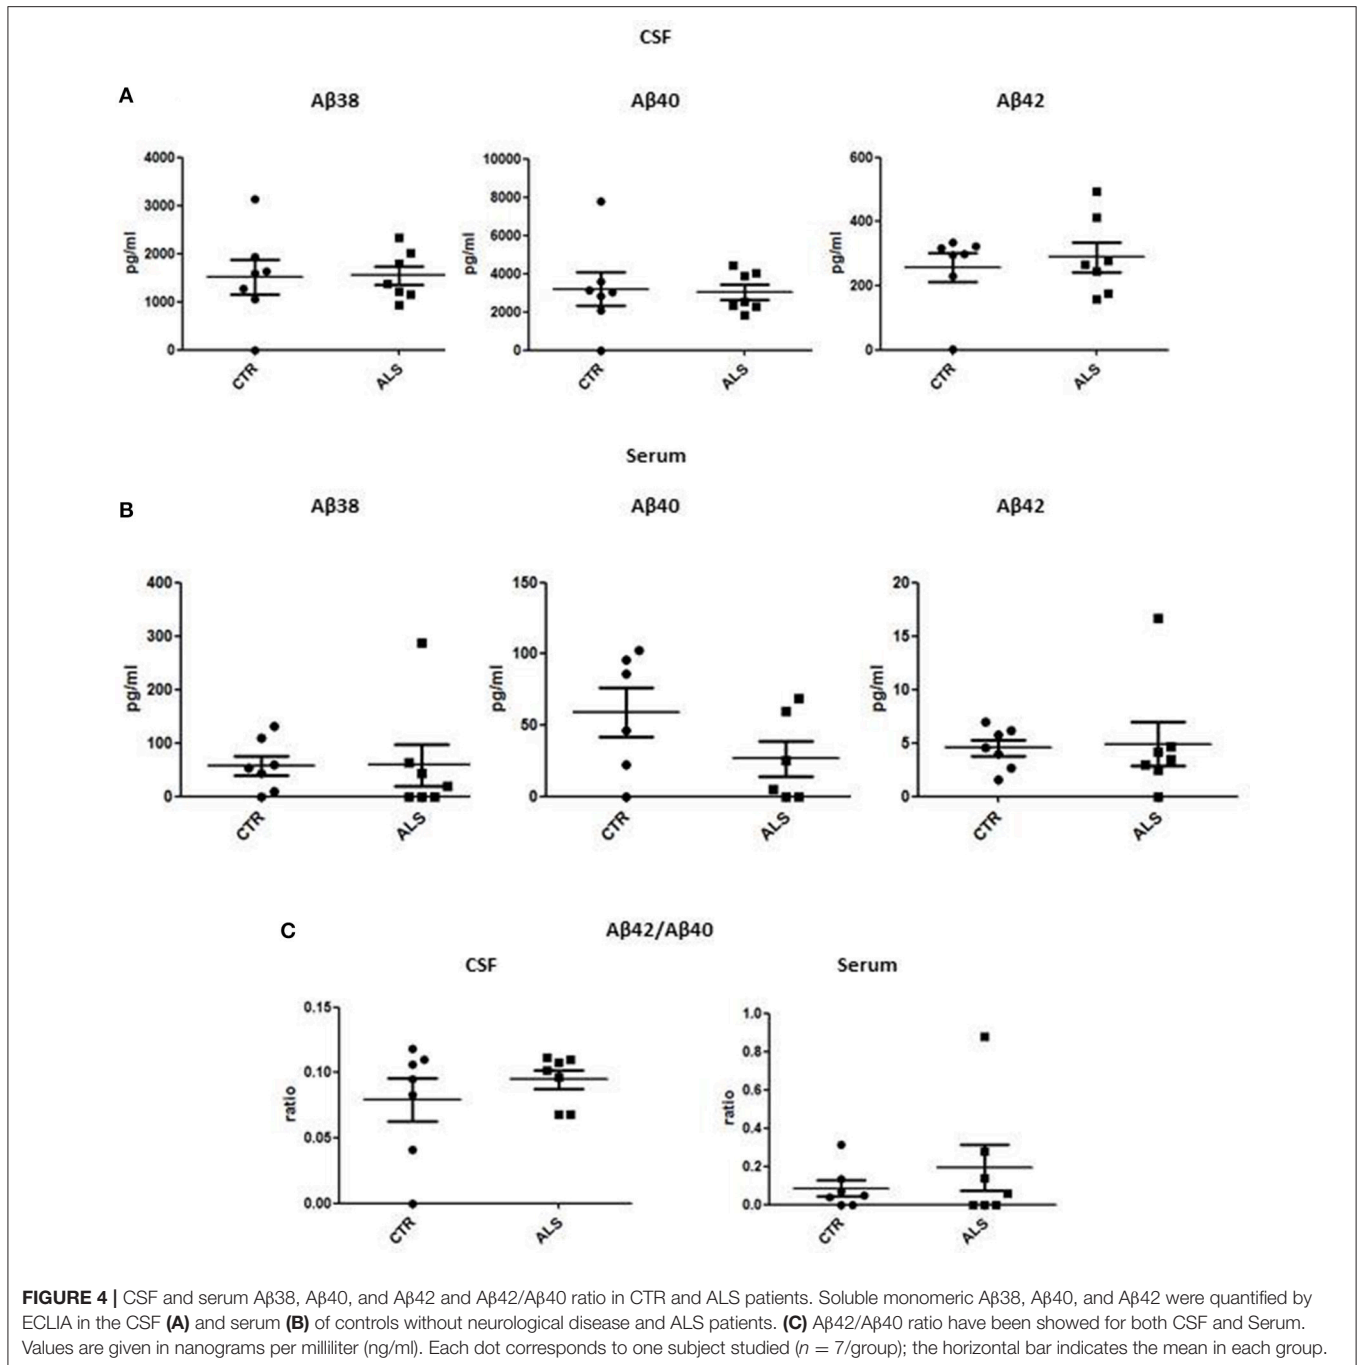 CSF
A
Aβ38 Aβ40 Aβ42
pg/ml
4000
3000
2000
1000
0
CTR ALS
pg/ml
10000
8000
6000
4000
2000
0
CTR ALS
pg/ml
600
400
200
0
CTR ALS
Serum
B
Aβ38 Aβ40 Aβ42
pg/ml
400
300
200
100
0
CTR ALS
pg/ml
150
100
50
0
CTR ALS
pg/ml
20
15
10
5
0
CTR ALS
C
Aβ42/Aβ40
CSF Serum
ratio
0.15
0.10
0.05
0.00
CTR ALS
ratio
1.0
0.8
0.6
0.4
0.2
0.0
CTR ALS
FIGURE 4 | CSF and serum Aβ38, Aβ40, and Aβ42 and Aβ42/Aβ40 ratio in CTR and ALS patients. Soluble monomeric Aβ38, Aβ40, and Aβ42 were quantified by
ECLIA in the CSF (A) and serum (B) of controls without neurological disease and ALS patients. (C) Aβ42/Aβ40 ratio have been showed for both CSF and Serum.
Values are given in nanograms per milliliter (ng/ml). Each dot corresponds to one subject studied (n = 7/group); the horizontal bar indicates the mean in each group.